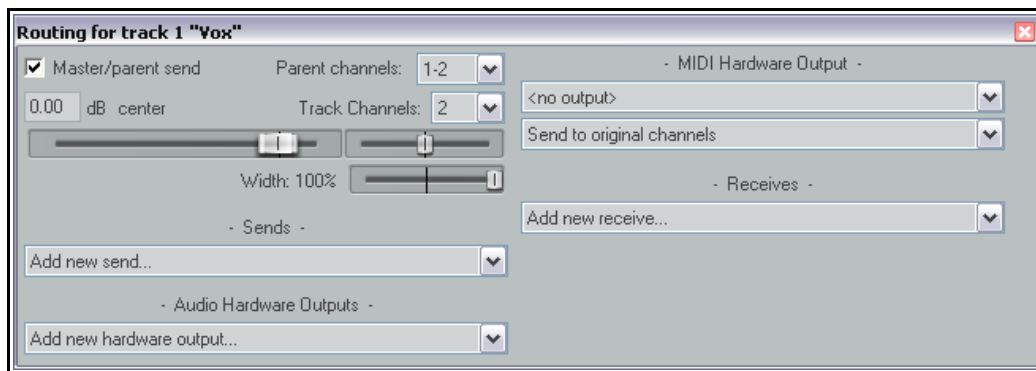 Routing for track 1 "Vox"
Master/parent send
Parent channels: 1-2
0.00 dB center
Track Channels: 2
Width: 100%
- Sends -
Add new send...
- Audio Hardware Outputs -
Add new hardware output...
- MIDI Hardware Output -
<no output>
Send to original channels
- Receives -
Add new receive...